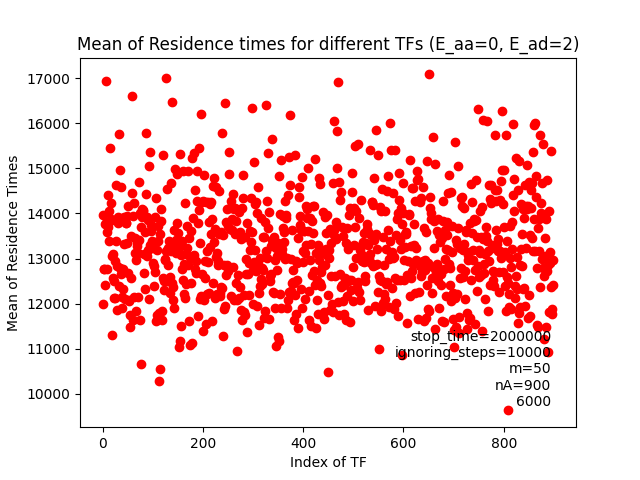 Mean of Residence times for different TFs (E_aa=0, E_ad=2)
Mean of Residence Times
17000
16000
15000
14000
13000
12000
11000
10000
stop_time=2000000
ignoring_steps=10000
m=50
nA=900
6000
0 200 400 600 800
Index of TF